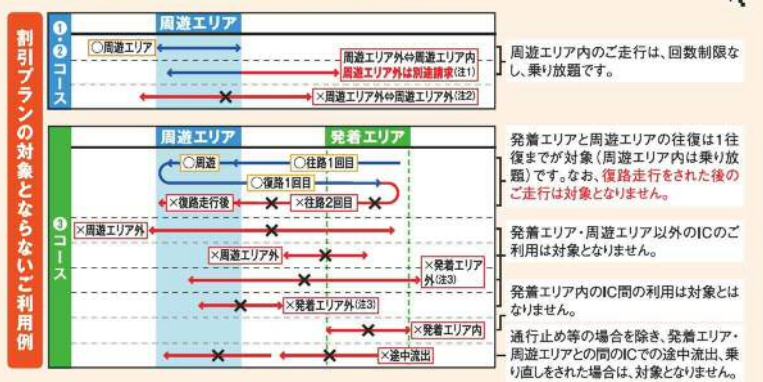 割引プランの対象とならないご利用例
❶・❷コース
周遊エリア
○周遊エリア
周遊エリア外⇔周遊エリア内
周遊エリア外は別途請求(注1)
×周遊エリア外⇔周遊エリア外(注2)
周遊エリア内のご走行は、回数制限な
し、乗り放題です。
❸コース
周遊エリア
発着エリア
○周遊
○往路1回目
○復路1回目
×復路走行後
×往路2回目
×周遊エリア外
×周遊エリア外
×発着エリア
外(注3)
×発着エリア外(注3)
×発着エリア内
×途中流出
発着エリアと周遊エリアの往復は1往
復までが対象(周遊エリア内は乗り放
題)です。なお、復路走行をされた後の
ご走行は対象となりません。
発着エリア・周遊エリア以外のICのご
利用は対象となりません。
発着エリア内のIC間の利用は対象とは
なりません。
通行止め等の場合を除き、発着エリア・
周遊エリアとの間のICでの途中流出、乗
り直しをされた場合は、対象となりません。